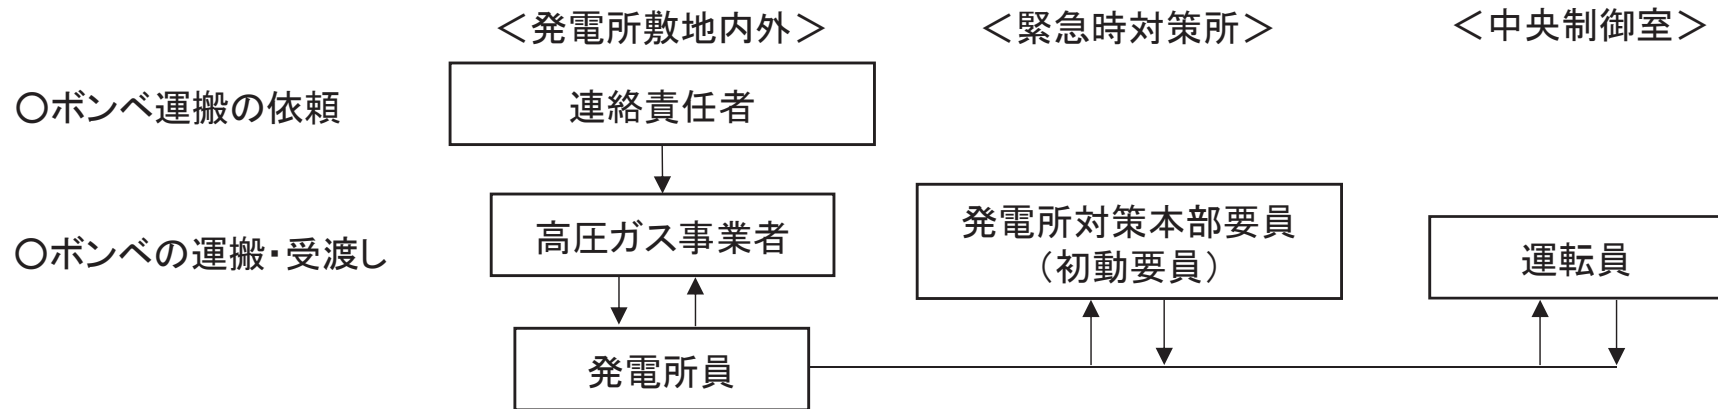 ＜発電所敷地内外＞
＜緊急時対策所＞
＜中央制御室＞
○ボンベ運搬の依頼
連絡責任者
○ボンベの運搬・受渡し
高圧ガス事業者
発電所対策本部要員
（初動要員）
運転員
発電所員